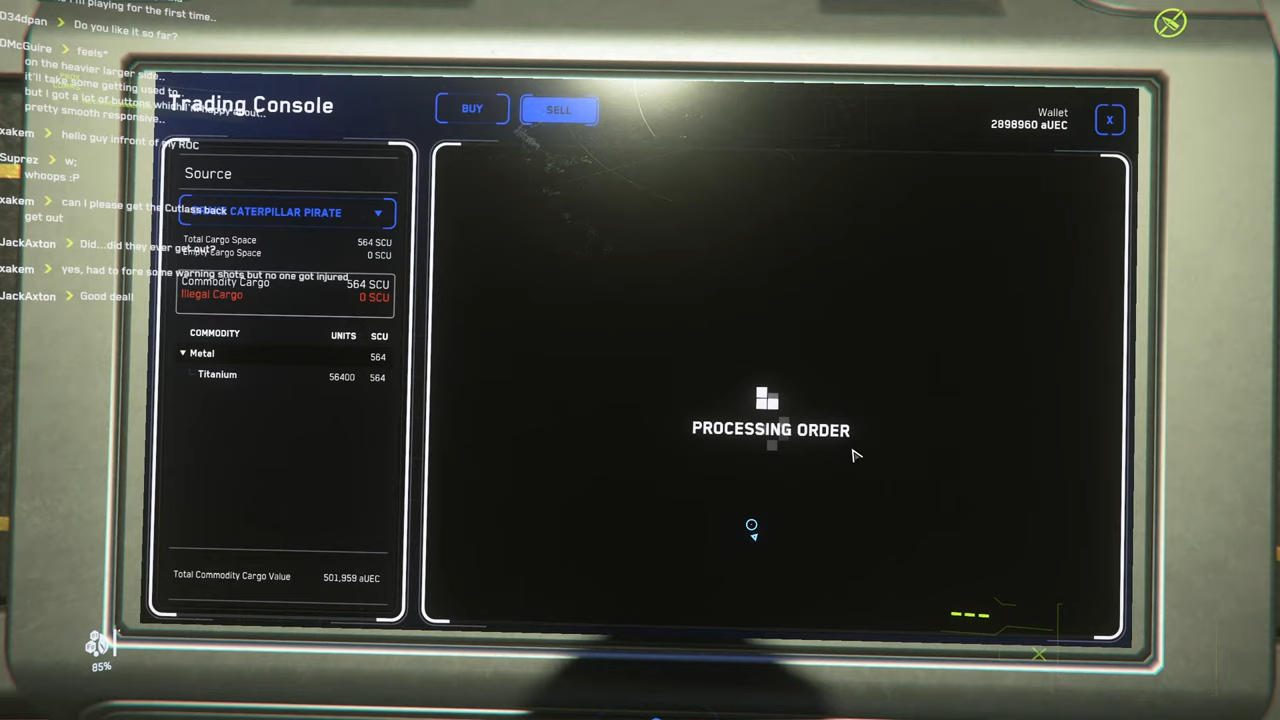 I'm playing for the first time..
D34dpan > Do you like it so far?
DMcGuire > feels*
on the heavier larger side..
it'll take some getting used to..
but I got a lot of buttons which I'm happy about..
pretty smooth responsive..
xakem > hello guy infront of my ROC
Suprez > w;
whoops :P
xakem > can I please get the Cutlass back
get out
JackAxton > Did...did they ever get out?
xakem > yes, had to fore some warning shots but no one got injured
JackAxton > Good deal!
Trading Console
BUY
SELL
Wallet
2898960 aUEC
X
Source
CATERPILLAR PIRATE
Total Cargo Space 564 SCU
Empty Cargo Space 0 SCU
Commodity Cargo 564 SCU
Illegal Cargo 0 SCU
COMMODITY UNITS SCU
Metal 564
Titanium 56400 564
Total Commodity Cargo Value 501,959 aUEC
PROCESSING ORDER
85%